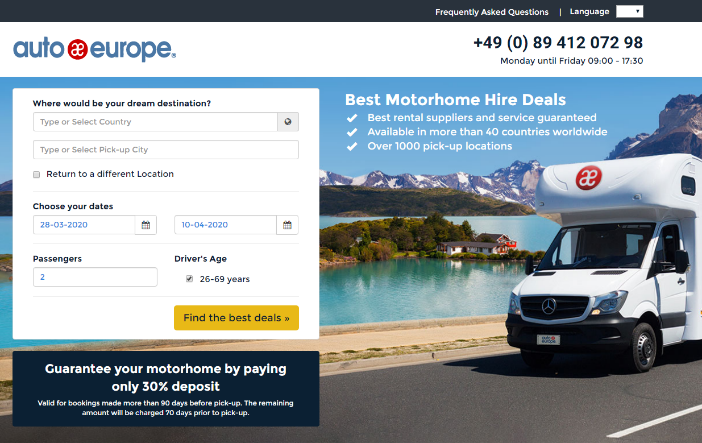 Frequently Asked Questions | Language
auto æ europe®
+49 (0) 89 412 072 98
Monday until Friday 09:00 - 17:30
Where would be your dream destination?
Type or Select Country
Type or Select Pick-up City
Return to a different Location
Choose your dates
28-03-2020
10-04-2020
Passengers
Driver's Age
2
26-69 years
Find the best deals »
Guarantee your motorhome by paying
only 30% deposit
Valid for bookings made more than 90 days before pick-up. The remaining
amount will be charged 70 days prior to pick-up.
Best Motorhome Hire Deals
Best rental suppliers and service guaranteed
Available in more than 40 countries worldwide
Over 1000 pick-up locations
æ
auto
europe